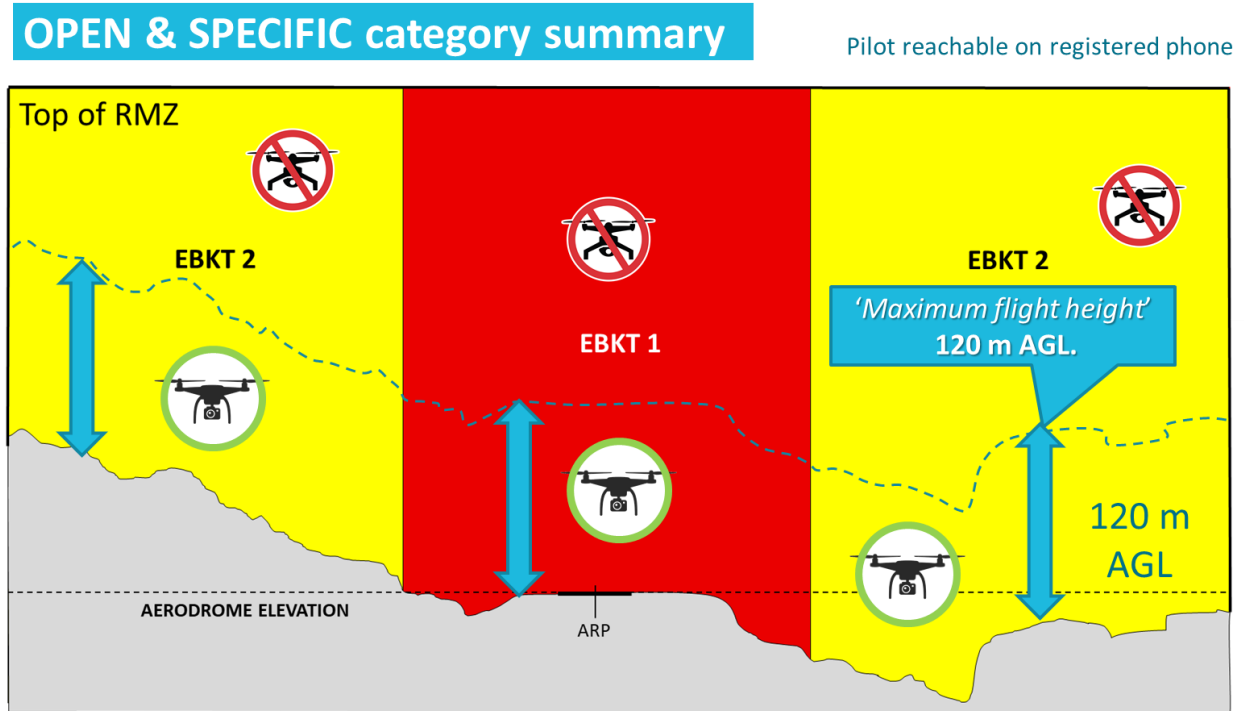 OPEN & SPECIFIC category summary
Pilot reachable on registered phone
Top of RMZ
EBKT 2
EBKT 2
‘Maximum flight height’
120 m AGL.
EBKT 1
120 m
AGL
AERODROME ELEVATION
ARP